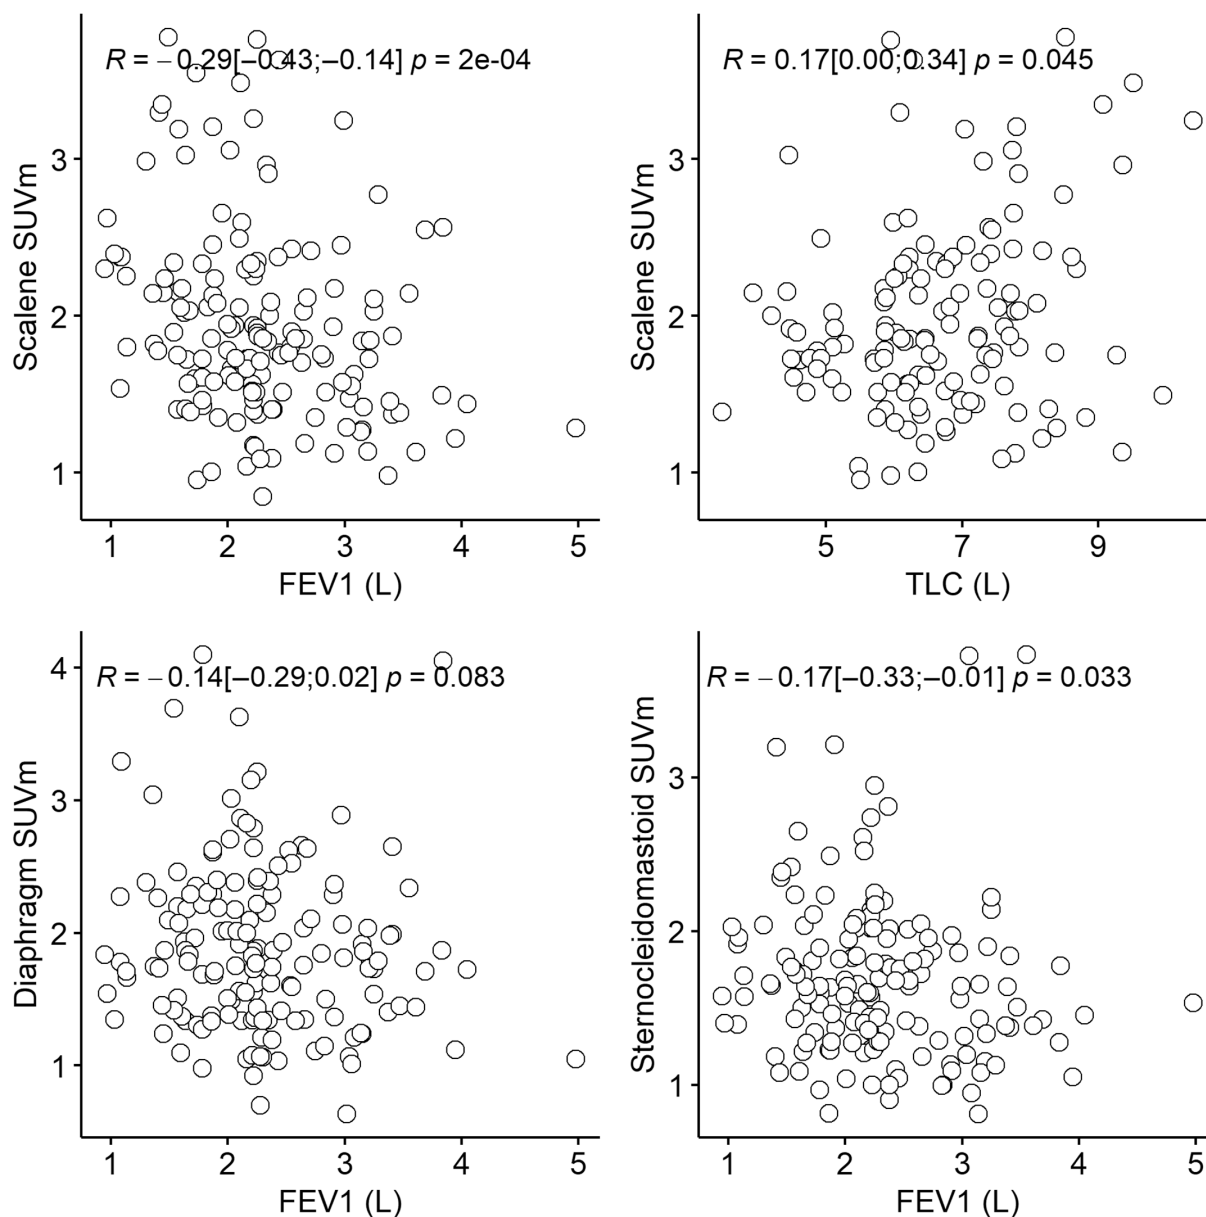 R = −0.29[−0.43;−0.14] p = 2e-04
Scalene SUVm
3
2
1
1 2 3 4 5
FEV1 (L)
R = 0.17[0.00;0.34] p = 0.045
Scalene SUVm
3
2
1
5 7 9
TLC (L)
R = −0.14[−0.29;0.02] p = 0.083
Diaphragm SUVm
4
3
2
1
1 2 3 4 5
FEV1 (L)
R = −0.17[−0.33;−0.01] p = 0.033
Sternocleidomastoid SUVm
3
2
1
1 2 3 4 5
FEV1 (L)